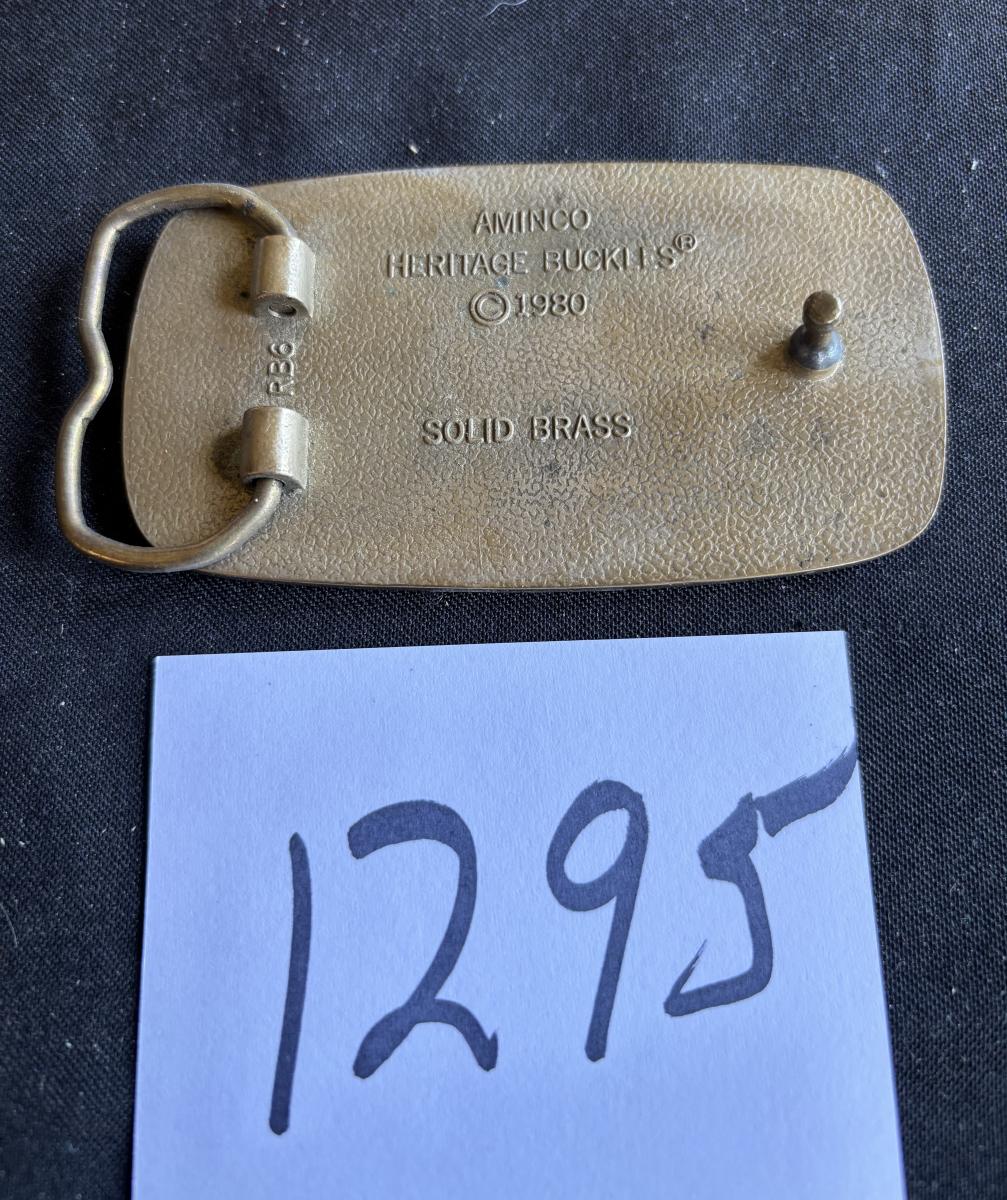 AMINCO
HERITAGE BUCKLES®
©1980
RB6
SOLID BRASS
1295